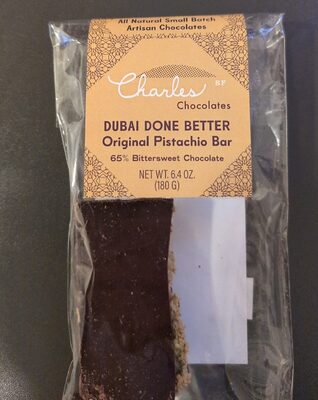 All Natural Small Batch
Artisan Chocolates
Charles SF
Chocolates
DUBAI DONE BETTER
Original Pistachio Bar
65% Bittersweet Chocolate
NET WT. 6.4 OZ.
(180 G)